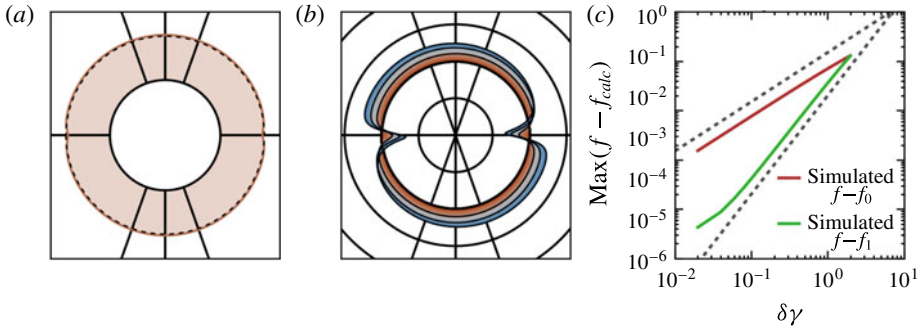 (a)
(b)
(c)
Max(f − f_calc)
10^0
10^−1
10^−2
10^−3
10^−4
10^−5
10^−6
Simulated
f−f_0
Simulated
f−f_1
10^−2
10^−1
10^0
10^1
δγ